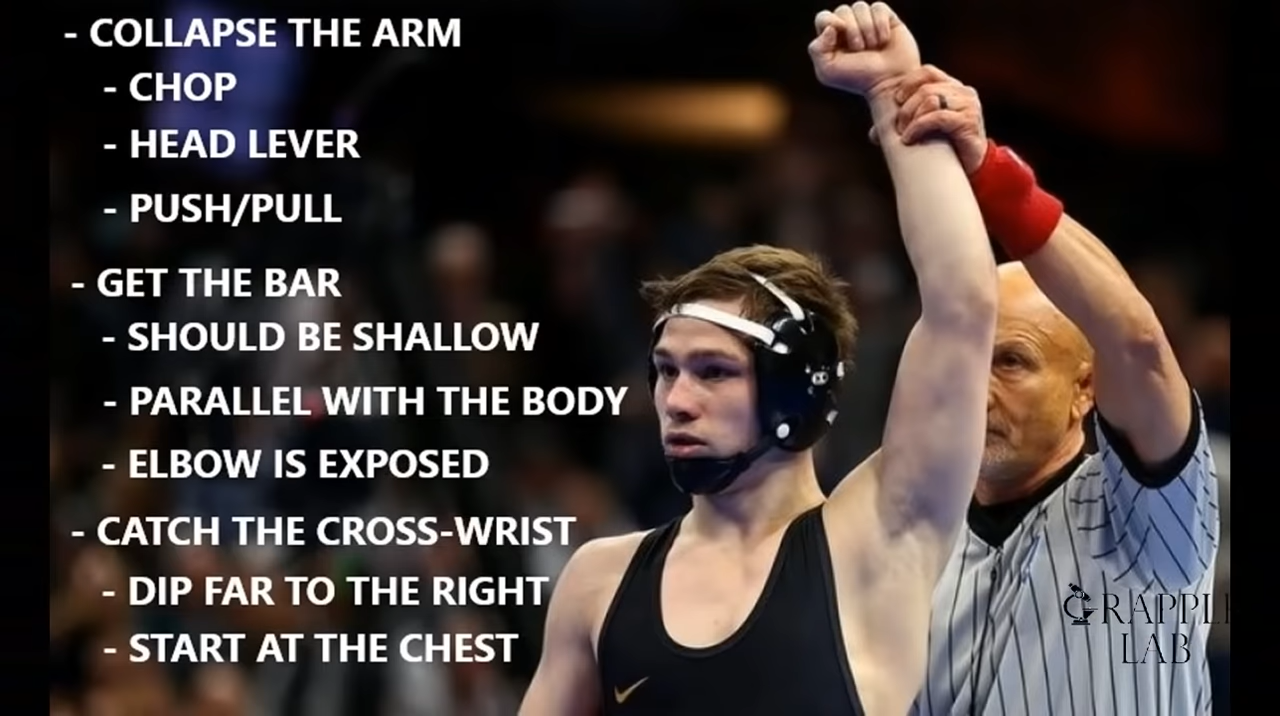 - COLLAPSE THE ARM
- CHOP
- HEAD LEVER
- PUSH/PULL
- GET THE BAR
- SHOULD BE SHALLOW
- PARALLEL WITH THE BODY
- ELBOW IS EXPOSED
- CATCH THE CROSS-WRIST
- DIP FAR TO THE RIGHT
- START AT THE CHEST
GRAPPLE
LAB